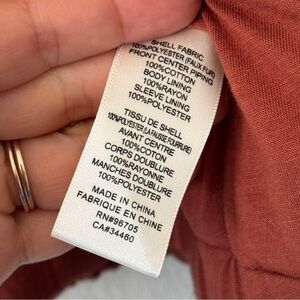 SHELL FABRIC
100%POLYESTER (FAUX FUR)
FRONT CENTER PIPING
100%COTTON
BODY LINING
100%RAYON
SLEEVE LINING
100%POLYESTER
TISSU DE SHELL
100%POLYESTER(LA FAUSSE FOURRURE)
AVANT CENTRE
100%COTON
CORPS DOUBLURE
100%RAYONNE
MANCHES DOUBLURE
100%POLYESTER
MADE IN CHINA
FABRIQUE EN CHINE
RN#96705
CA#34460